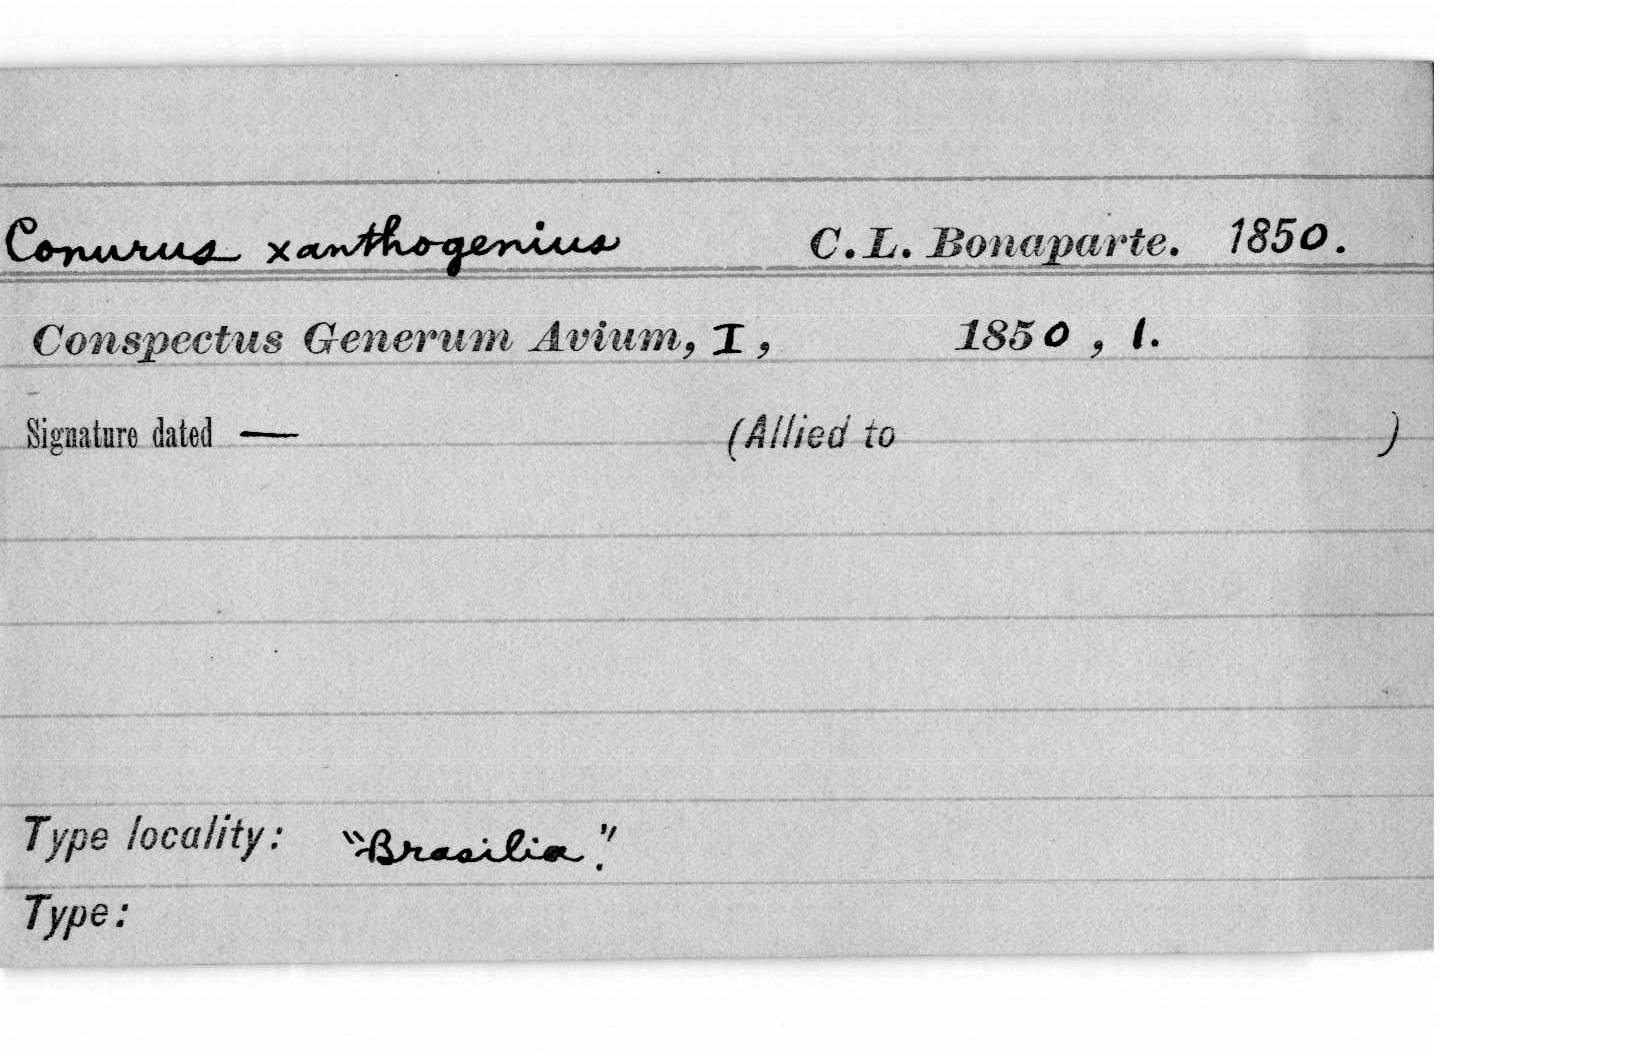 Conurus xanthogenius C. L. Bonaparte. 1850.
Conspectus Generum Avium, I, 1850, 1.
Signature dated — (Allied to )
Type locality: "Brasilia."
Type: